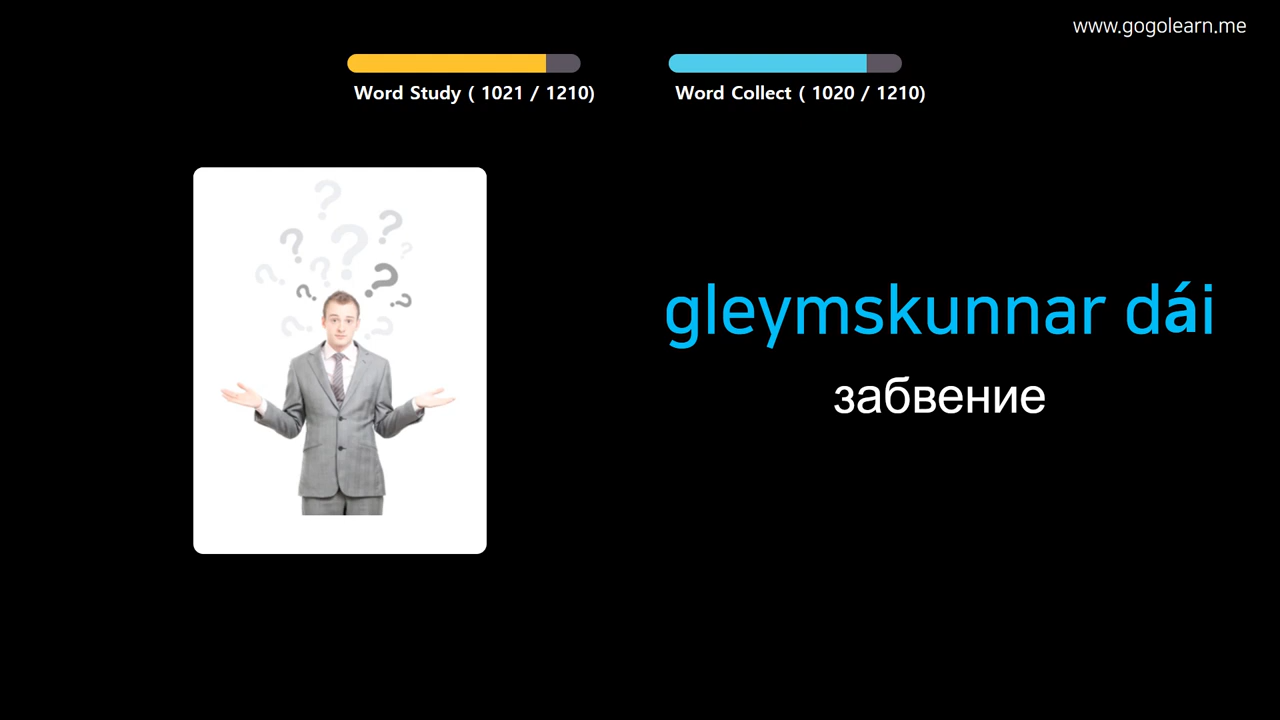 www.gogolearn.me
Word Study ( 1021 / 1210)
Word Collect ( 1020 / 1210)
gleymskunnar dái
забвение